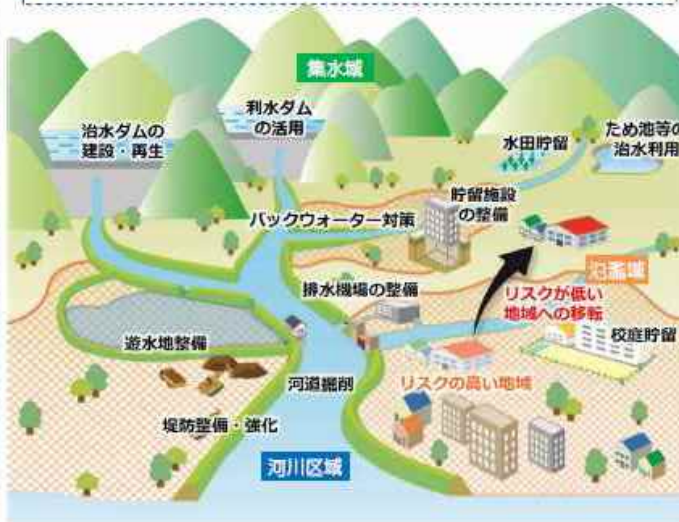 集水域
治水ダムの
建設・再生
利水ダム
の活用
水田貯留
ため池等の
治水利用
貯留施設
の整備
バックウォーター対策
氾濫域
排水機場の整備
リスクが低い
地域への移転
校庭貯留
遊水地整備
河道掘削
リスクの高い地域
堤防整備・強化
河川区域